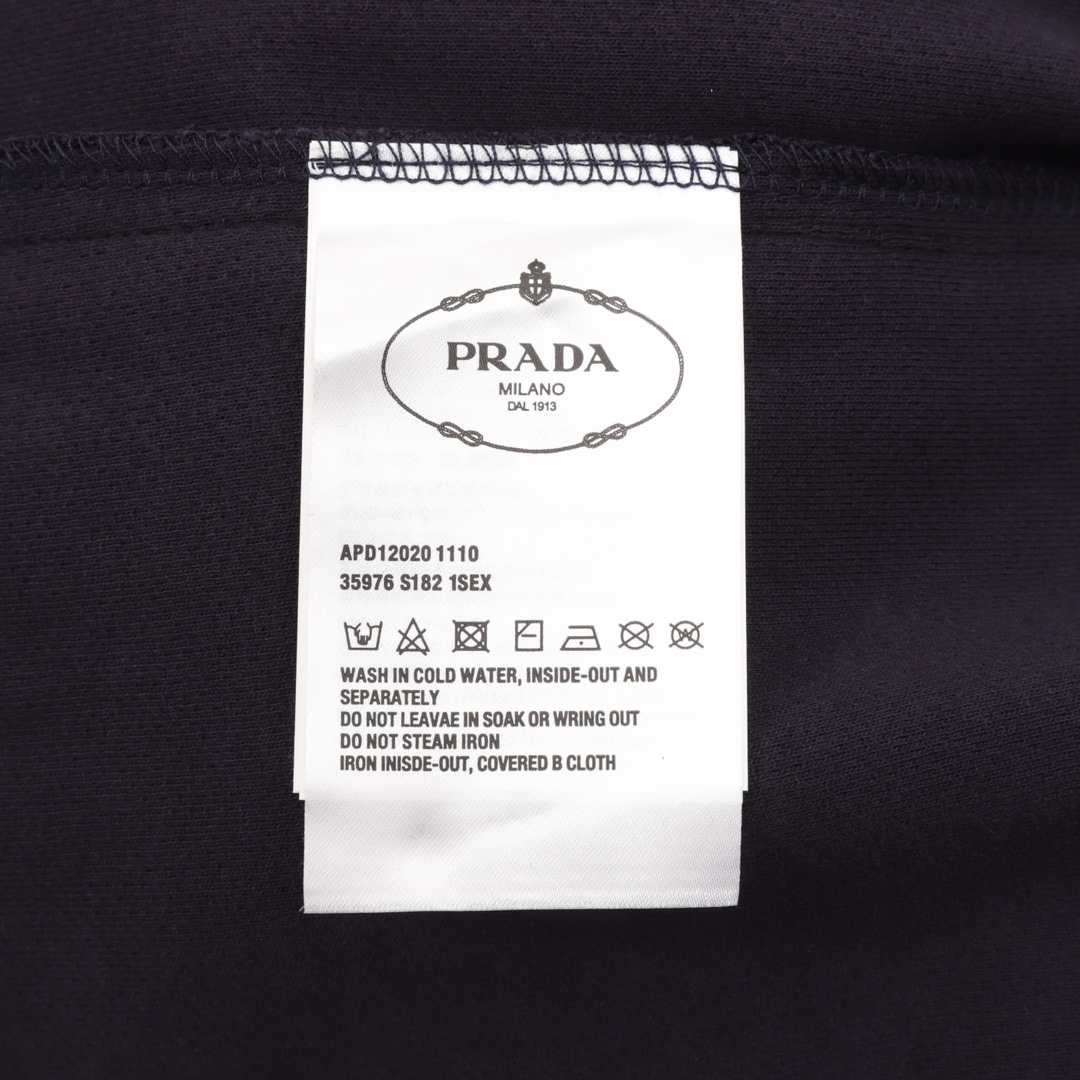 PRADA
MILANO
DAL 1913
APD12020 1110
35976 S182 1SEX
WASH IN COLD WATER, INSIDE-OUT AND
SEPARATELY
DO NOT LEAVAE IN SOAK OR WRING OUT
DO NOT STEAM IRON
IRON INISDE-OUT, COVERED B CLOTH